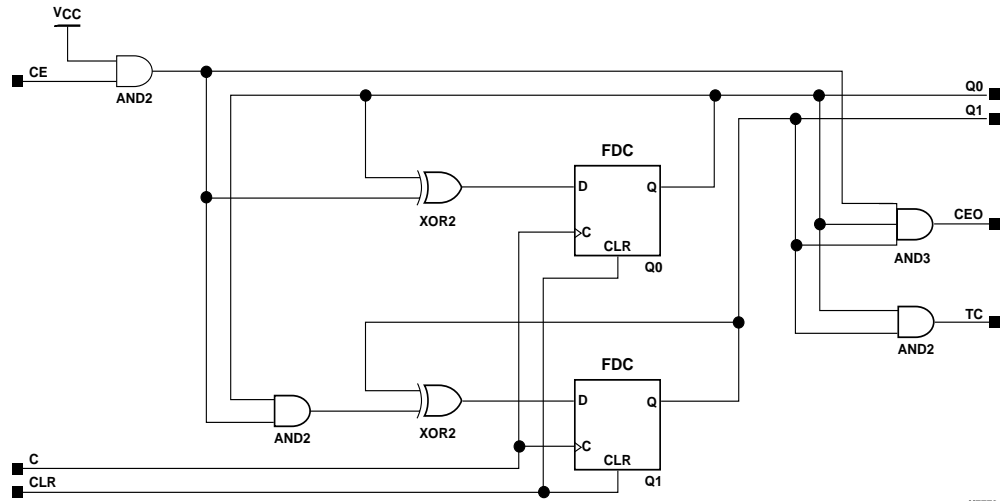 VCC
CE
AND2
Q0
Q1
FDC
D
Q
XOR2
C
CLR
Q0
CEO
AND3
TC
AND2
FDC
D
Q
AND2
XOR2
C
CLR
Q1
C
CLR